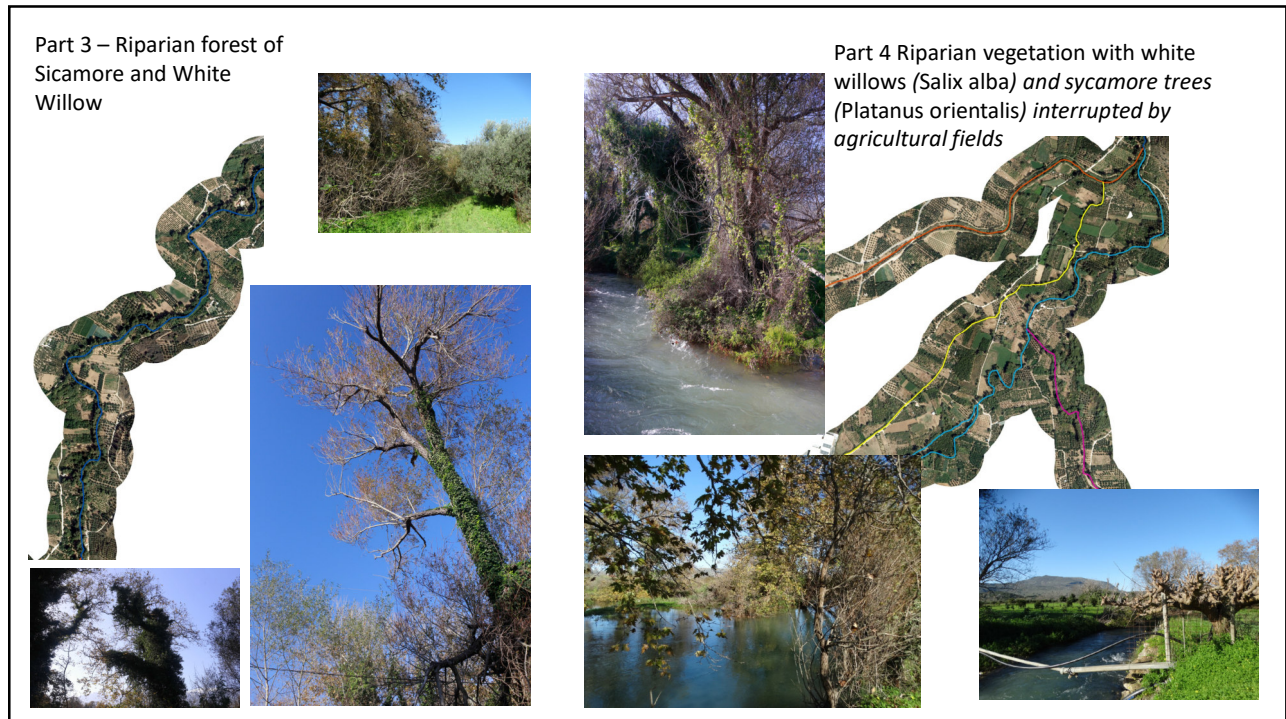 Part 3 – Riparian forest of
Sicamore and White
Willow
Part 4 Riparian vegetation with white
willows (Salix alba) and sycamore trees
(Platanus orientalis) interrupted by
agricultural fields